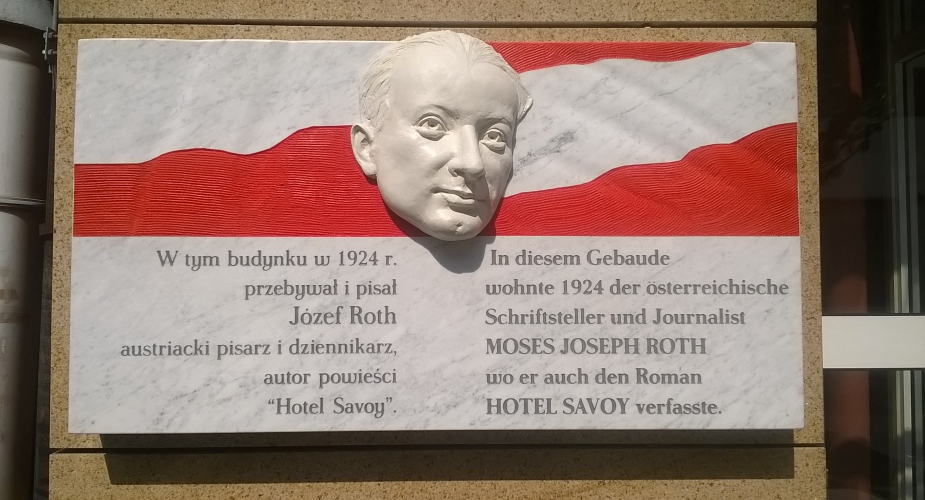 W tym budynku w 1924 r.
przebywał i pisał
Józef Roth
austriacki pisarz i dziennikarz,
autor powieści
“Hotel Savoy”.
In diesem Gebaude
wohnte 1924 der österreichische
Schriftsteller und Journalist
MOSES JOSEPH ROTH
wo er auch den Roman
HOTEL SAVOY verfasste.